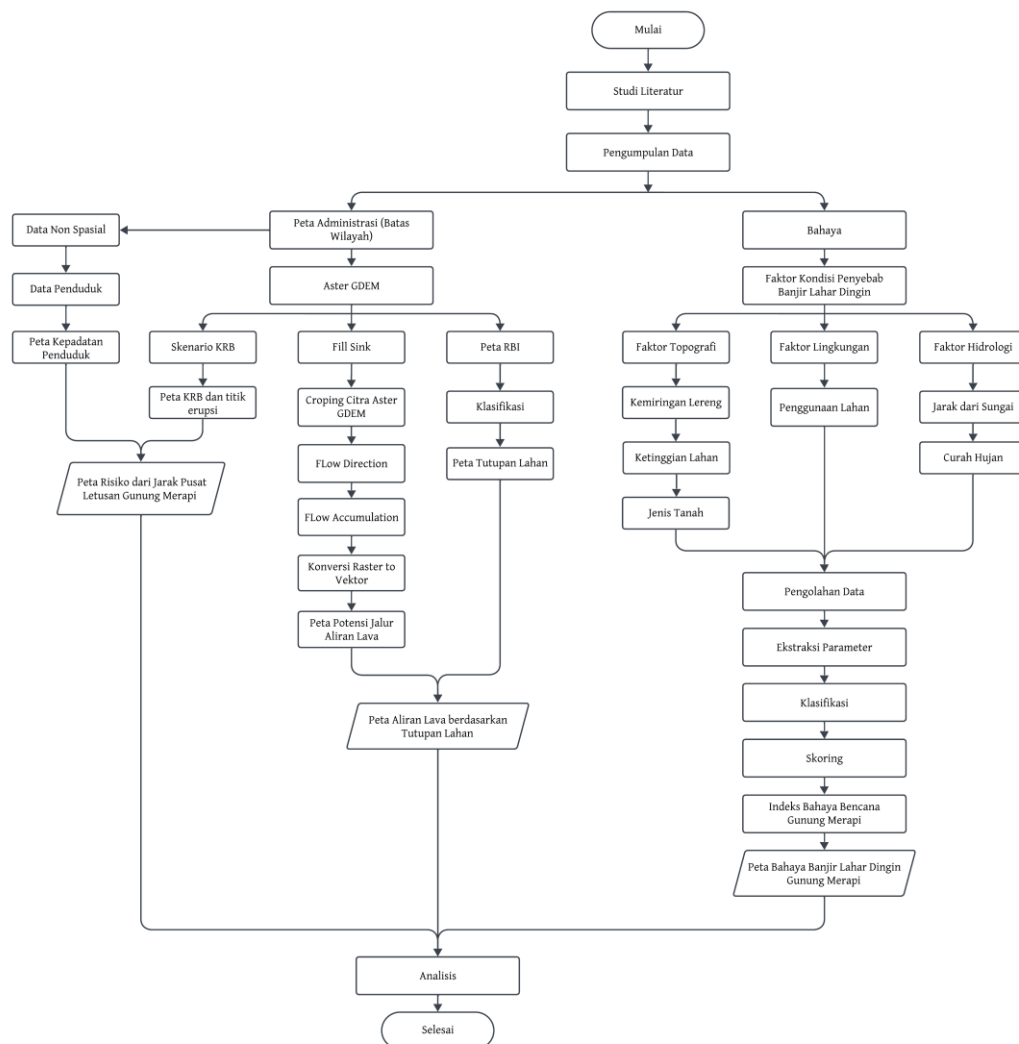 Mulai
Studi Literatur
Pengumpulan Data
Data Non Spasial
Peta Administrasi (Batas
Wilayah)
Bahaya
Data Penduduk
Aster GDEM
Faktor Kondisi Penyebab
Banjir Lahar Dingin
Peta Kepadatan
Penduduk
Skenario KRB
Fill Sink
Peta RBI
Faktor Topografi
Faktor Lingkungan
Faktor Hidrologi
Peta KRB dan titik
erupsi
Croping Citra Aster
GDEM
Klasifikasi
Kemiringan Lereng
Penggunaan Lahan
Jarak dari Sungai
Peta Risiko dari Jarak Pusat
Letusan Gunung Merapi
FLow Direction
Peta Tutupan Lahan
Ketinggian Lahan
Curah Hujan
FLow Accumulation
Jenis Tanah
Konversi Raster to
Vektor
Pengolahan Data
Peta Potensi Jalur
Aliran Lava
Ekstraksi Parameter
Peta Aliran Lava berdasarkan
Tutupan Lahan
Klasifikasi
Skoring
Indeks Bahaya Bencana
Gunung Merapi
Peta Bahaya Banjir Lahar Dingin
Gunung Merapi
Analisis
Selesai